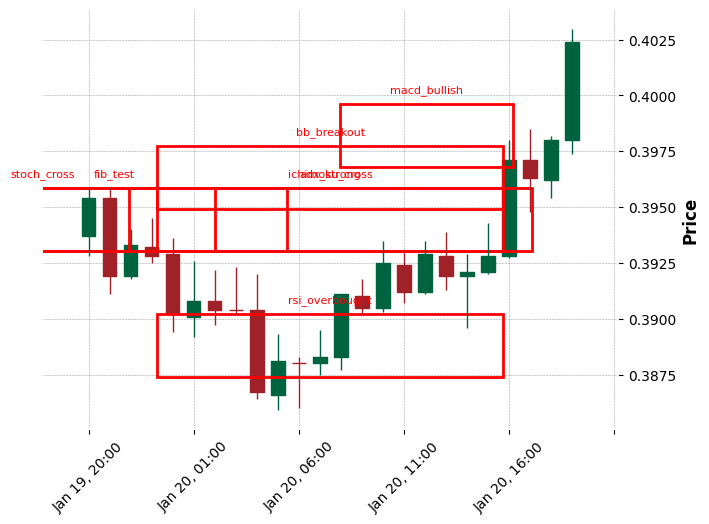 0.4025
macd_bullish
0.4000
bb_breakout
0.3975
stoch_cross
fib_test
0.3950
Price
0.3925
rsi_overbought
0.3900
0.3875
Jan 19, 20:00
Jan 20, 01:00
Jan 20, 06:00
Jan 20, 11:00
Jan 20, 16:00